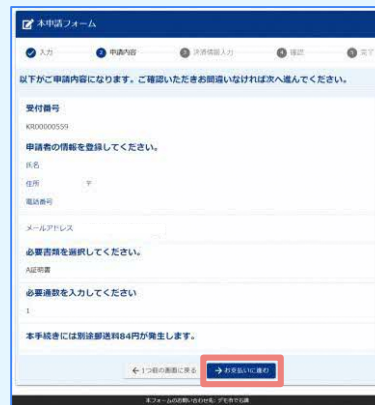 本申請フォーム
入力
2 申請内容
3 決済情報入力
4 確認
5 完了
以下がご申請内容になります。ご確認いただきお間違いなければ次へ進んでください。
受付番号
KR00000559
申請者の情報を登録してください。
氏名
住所 〒
電話番号
メールアドレス
必要書類を選択してください。
A証明書
必要通数を入力してください
1
本手続きには別途郵送料84円が発生します。
← 1つ前の画面に戻る
→ お支払いに進む
本フォームのお問い合わせ先 デモ市で伝課